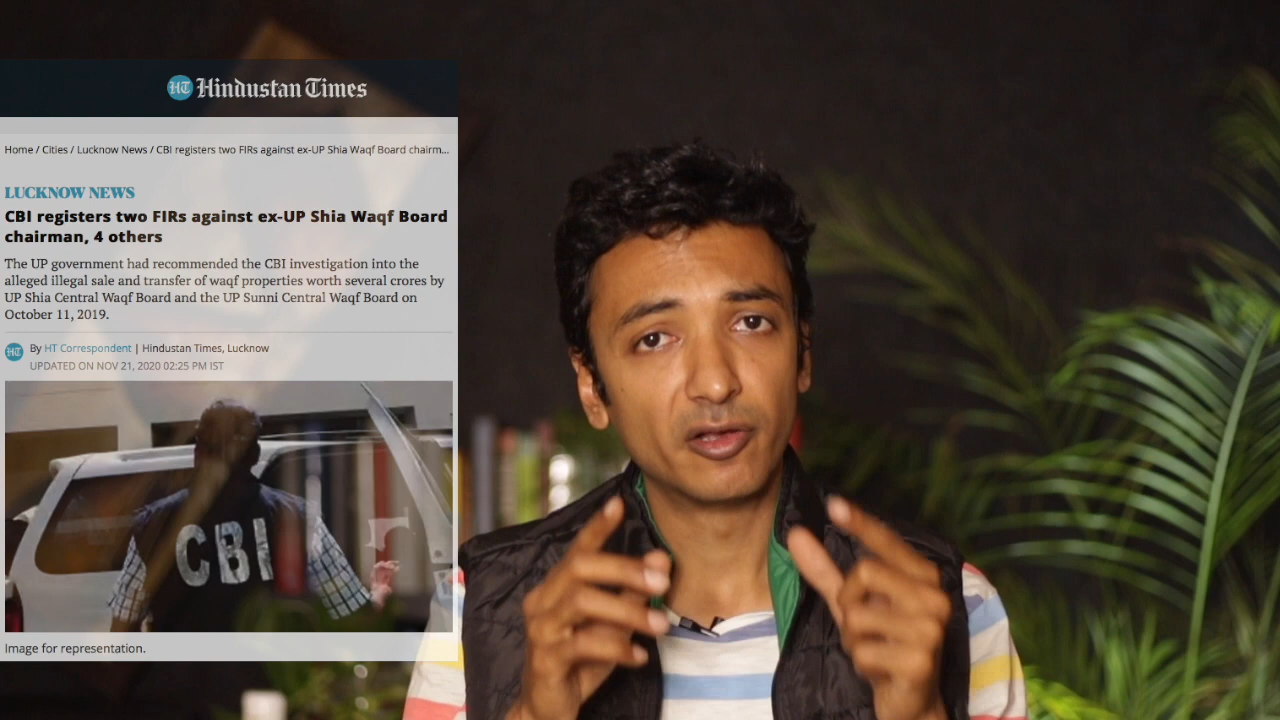 HT Hindustan Times
Home / Cities / Lucknow News / CBI registers two FIRs against ex-UP Shia Waqf Board chairm...
LUCKNOW NEWS
CBI registers two FIRs against ex-UP Shia Waqf Board
chairman, 4 others
The UP government had recommended the CBI investigation into the
alleged illegal sale and transfer of waqf properties worth several crores by
UP Shia Central Waqf Board and the UP Sunni Central Waqf Board on
October 11, 2019.
HT By HT Correspondent | Hindustan Times, Lucknow
UPDATED ON NOV 21, 2020 02:25 PM IST
CBI
Image for representation.